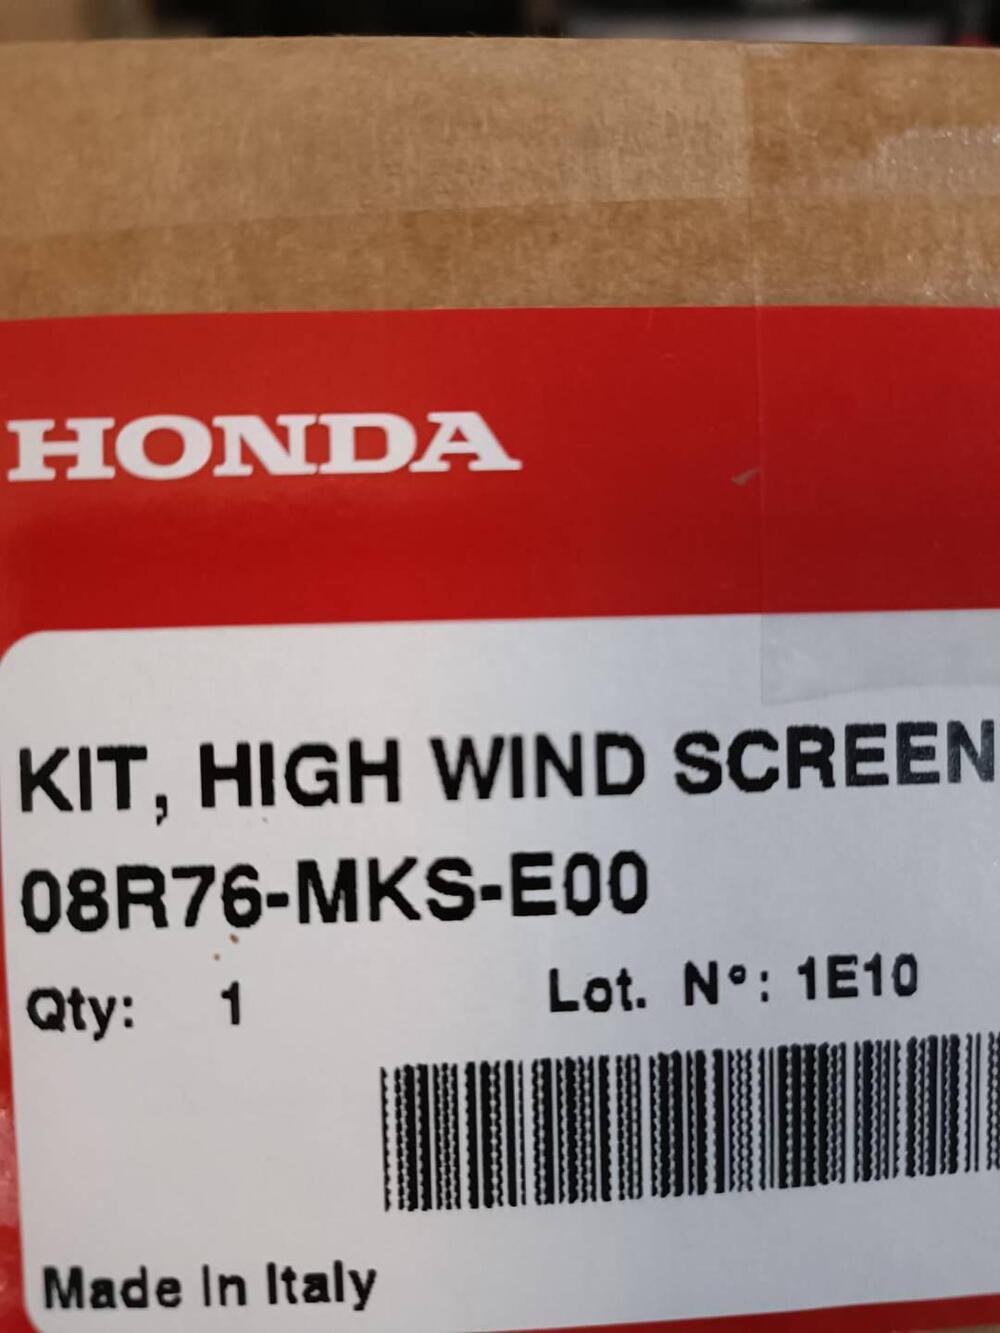 HONDA
KIT, HIGH WIND SCREEN
08R76-MKS-E00
Qty: 1 Lot. N°: 1E10
Made In Italy